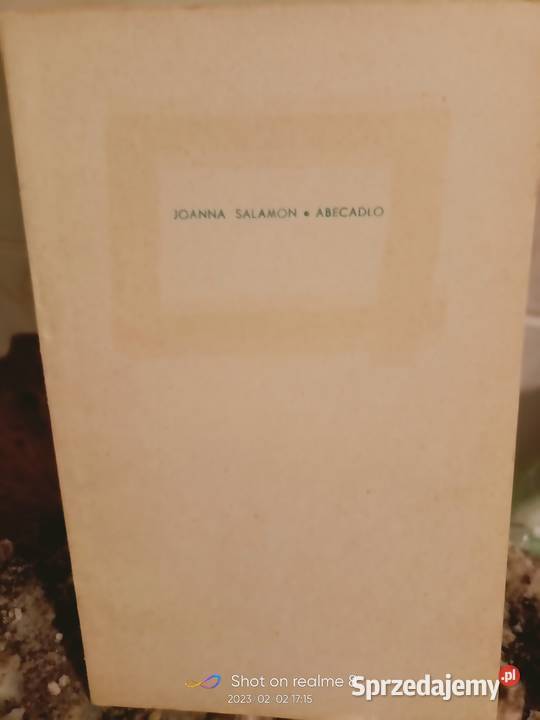 JOANNA SALAMON • ABECADŁO
Shot on realme 8
2023.02.02 17:15
Sprzedajemy.pl